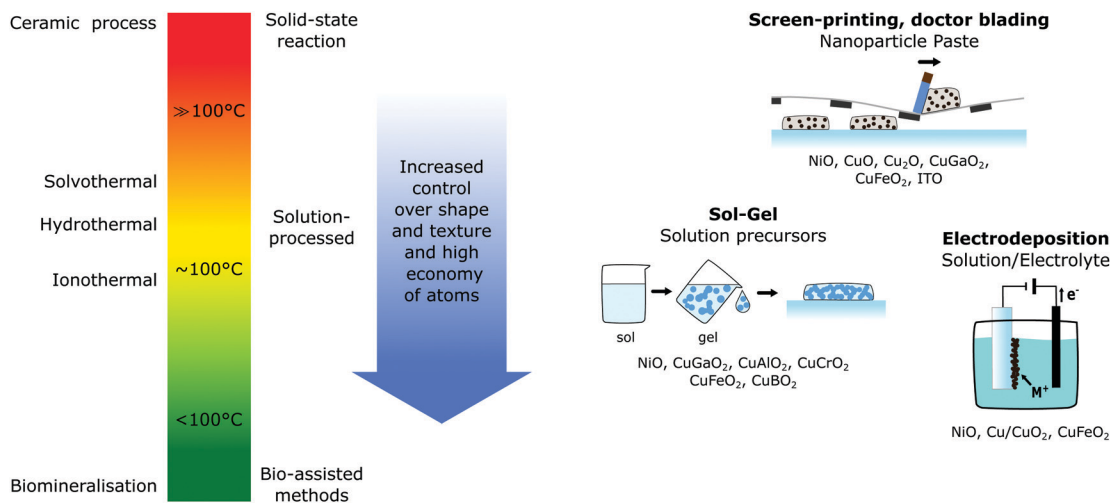 Ceramic process
Solid-state
reaction
≫100°C
Solvothermal
Hydrothermal
Solution-
processed
~100°C
Ionothermal
<100°C
Biomineralisation
Bio-assisted
methods
Increased
control
over shape
and texture
and high
economy
of atoms
Screen-printing, doctor blading
Nanoparticle Paste
NiO, CuO, Cu₂O, CuGaO₂,
CuFeO₂, ITO
Sol-Gel
Solution precursors
sol
gel
NiO, CuGaO₂, CuAlO₂, CuCrO₂
CuFeO₂, CuBO₂
Electrodeposition
Solution/Electrolyte
e⁻
M⁺
NiO, Cu/CuO₂, CuFeO₂